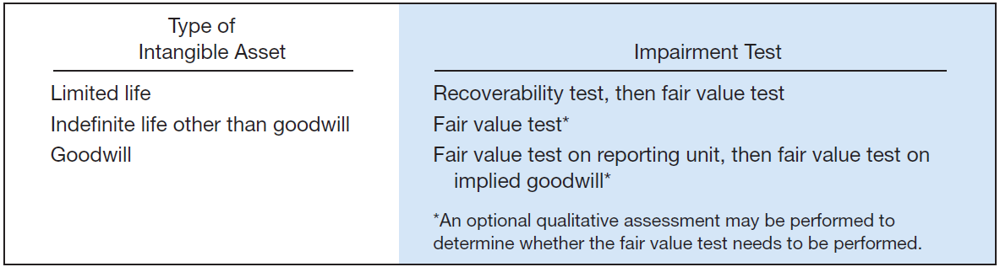 Type of
Intangible Asset
Impairment Test
Limited life
Recoverability test, then fair value test
Indefinite life other than goodwill
Fair value test*
Goodwill
Fair value test on reporting unit, then fair value test on
implied goodwill*
*An optional qualitative assessment may be performed to
determine whether the fair value test needs to be performed.